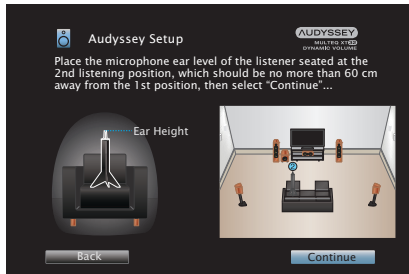 Audyssey Setup
AUDYSSEY
MULTEQ XT32
DYNAMIC VOLUME
Place the microphone ear level of the listener seated at the
2nd listening position, which should be no more than 60 cm
away from the 1st position, then select “Continue”...
Ear Height
Back
Continue